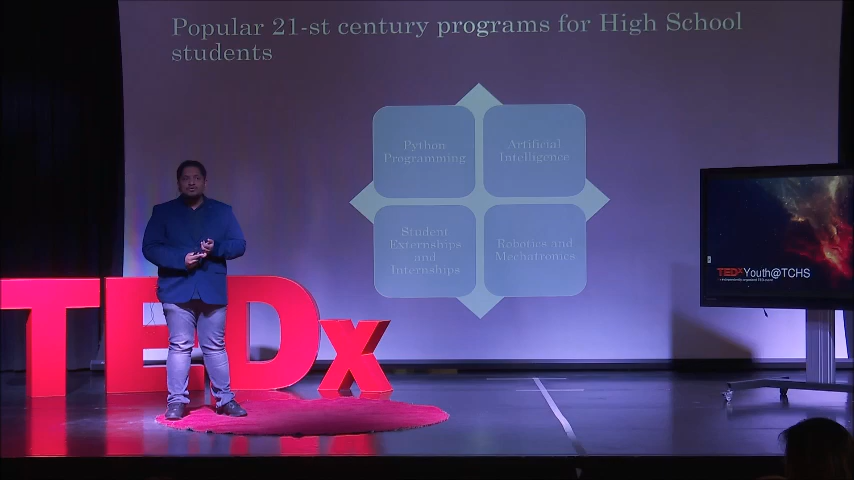 Popular 21-st century programs for High School
students
Python
Programming
Artificial
Intelligence
Student
Externships
and
Internships
Robotics and
Mechatronics
TEDx
TEDxYouth@TCHS